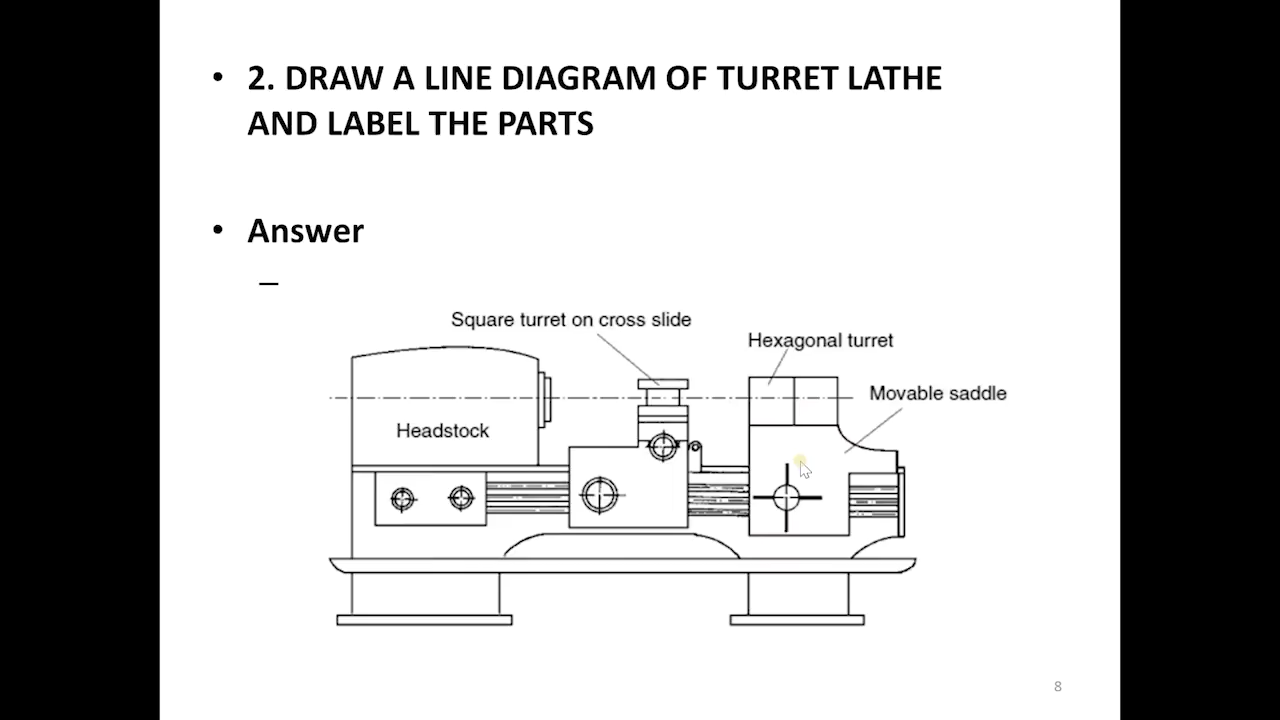 • 2. DRAW A LINE DIAGRAM OF TURRET LATHE
AND LABEL THE PARTS
• Answer
–
Square turret on cross slide
Hexagonal turret
Movable saddle
Headstock
8